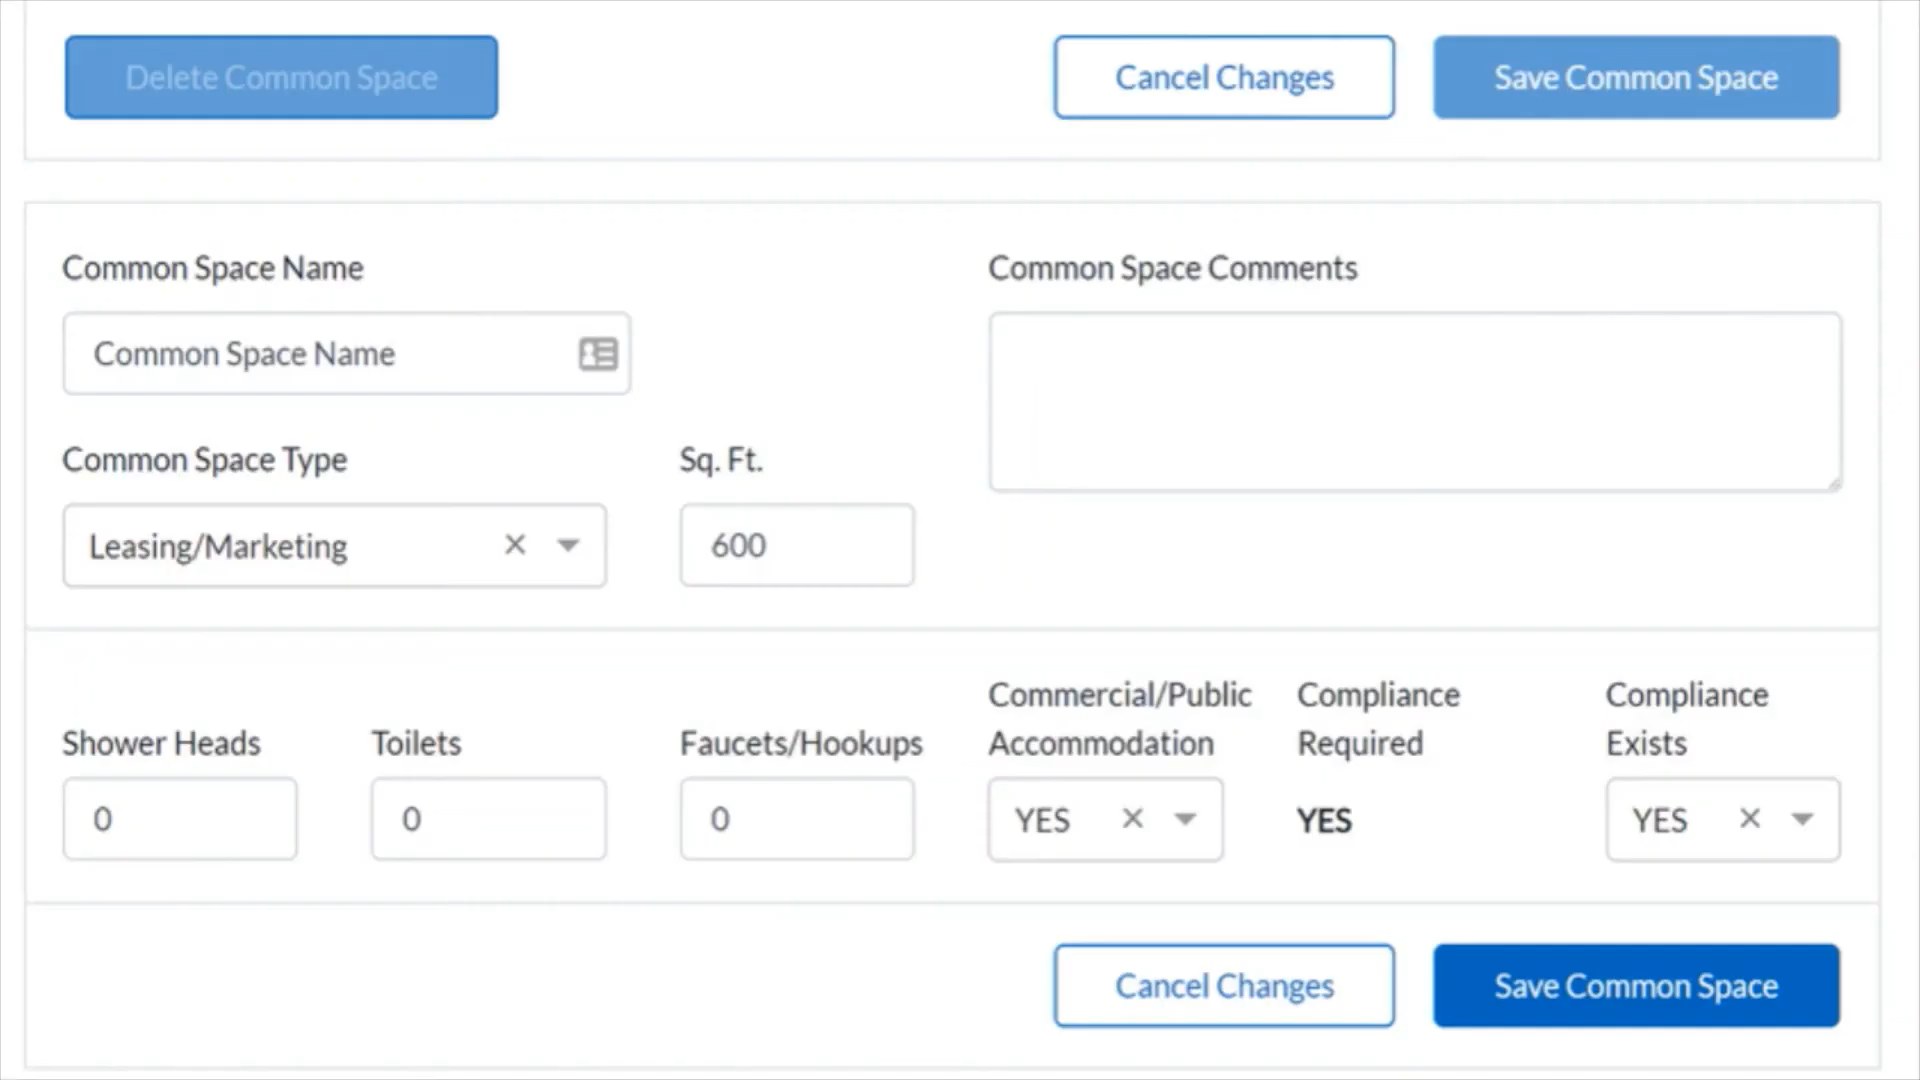 Delete Common Space
Cancel Changes
Save Common Space
Common Space Name
Common Space Comments
Common Space Name
Common Space Type
Sq. Ft.
Leasing/Marketing
600
Shower Heads
Toilets
Faucets/Hookups
Commercial/Public
Accommodation
Compliance
Required
Compliance
Exists
0
0
0
YES
YES
YES
Cancel Changes
Save Common Space